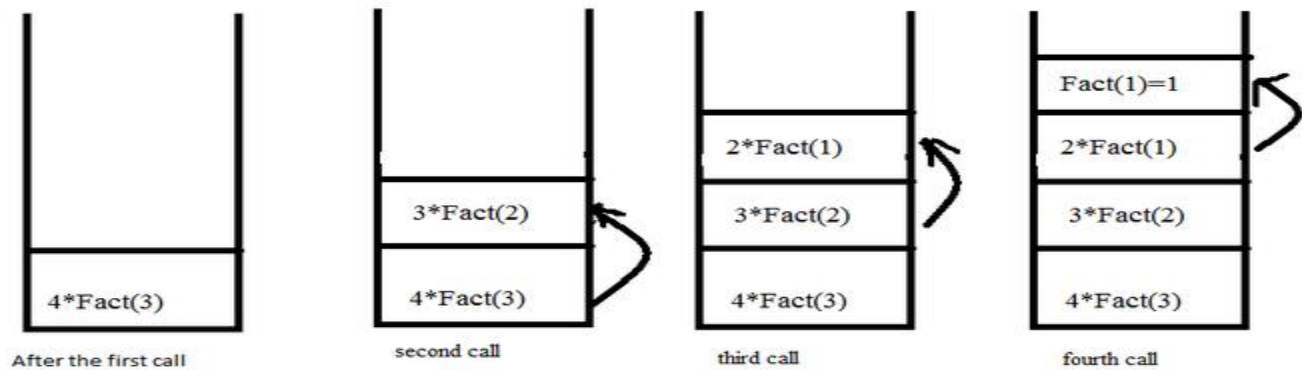 4*Fact(3)
After the first call
3*Fact(2)
4*Fact(3)
second call
2*Fact(1)
3*Fact(2)
4*Fact(3)
third call
Fact(1)=1
2*Fact(1)
3*Fact(2)
4*Fact(3)
fourth call